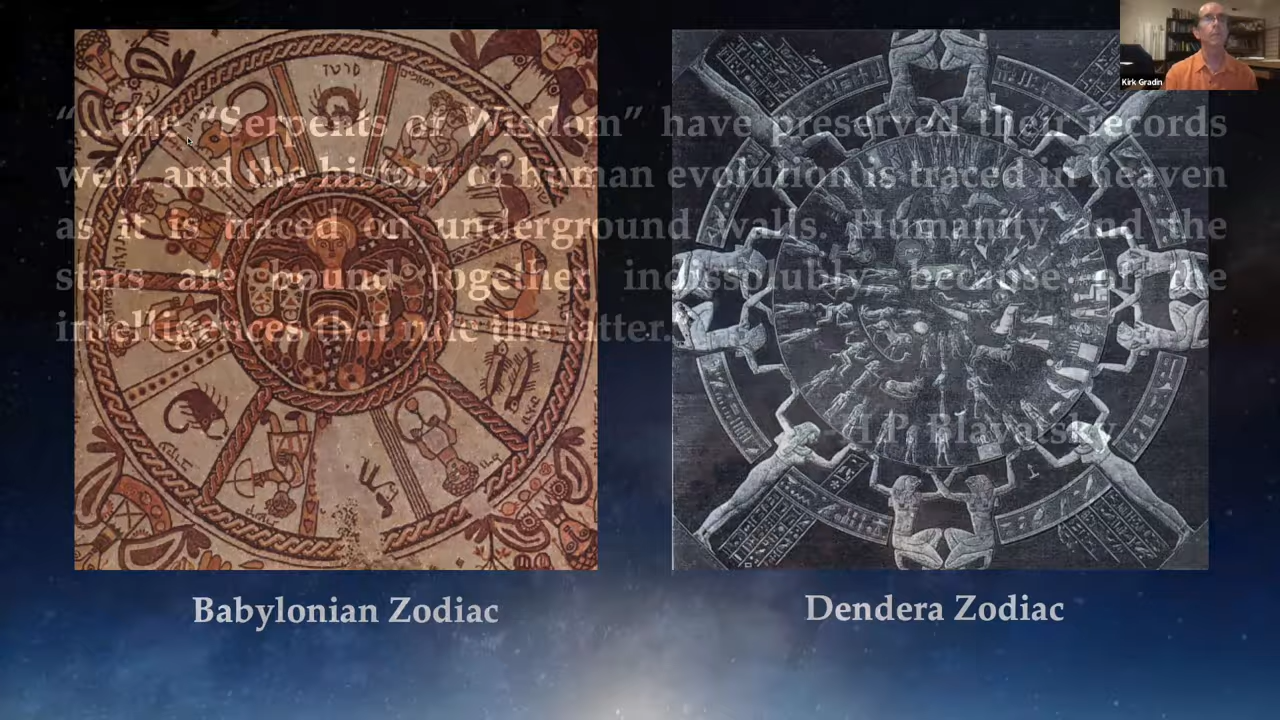 Kirk Gradin
סרטן
“… the “Serpents of Wisdom” have preserved their records
well, and the history of human evolution is traced in heaven
as it is traced on underground walls. Humanity and the
stars are bound together indissolubly because of the
intelligences that rule the latter.
H.P. Blavatsky
Babylonian Zodiac
Dendera Zodiac